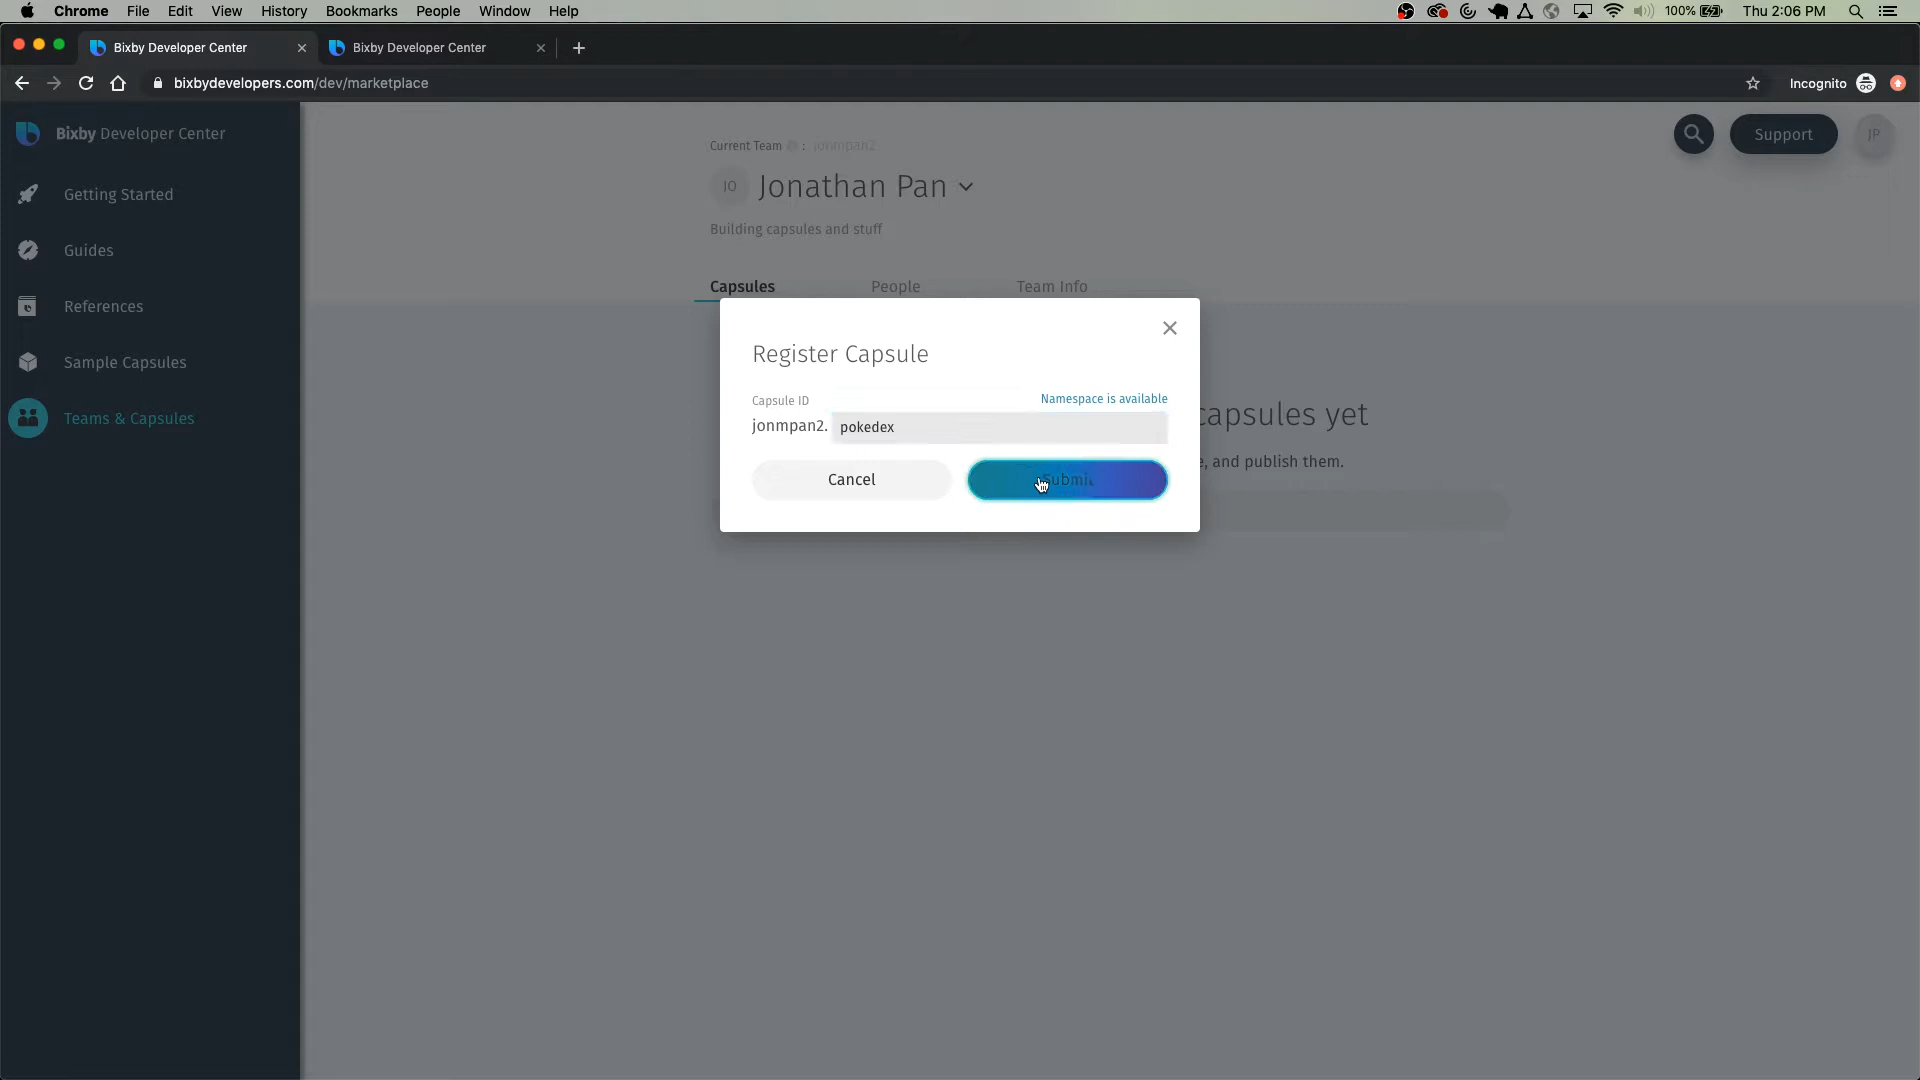 Chrome File Edit View History Bookmarks People Window Help 100% Thu 2:06 PM
Bixby Developer Center Bixby Developer Center
bixbydevelopers.com/dev/marketplace Incognito
Bixby Developer Center
Getting Started
Guides
References
Sample Capsules
Teams & Capsules
Current Team : jonmpan2
Support JP
IO Jonathan Pan
Building capsules and stuff
Capsules People Team Info
Register Capsule
Capsule ID Namespace is available
jonmpan2. pokedex
capsules yet
, and publish them.
Cancel Submit